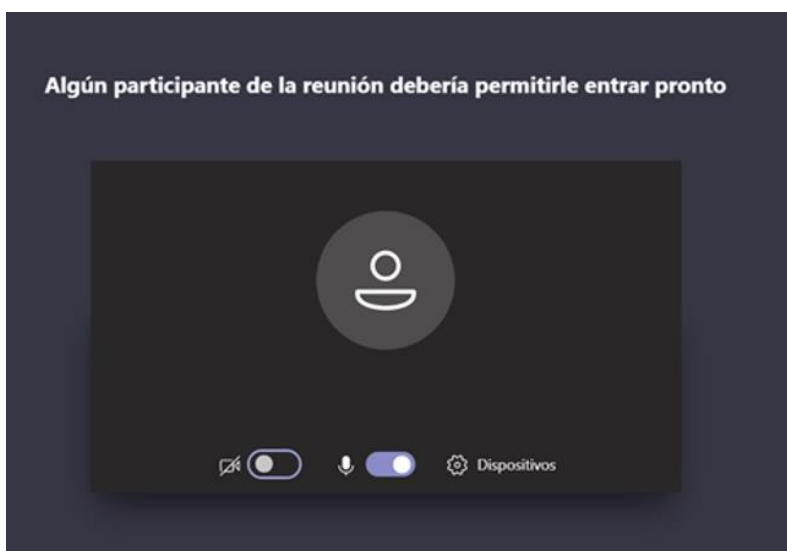 Algún participante de la reunión debería permitirle entrar pronto
Dispositivos